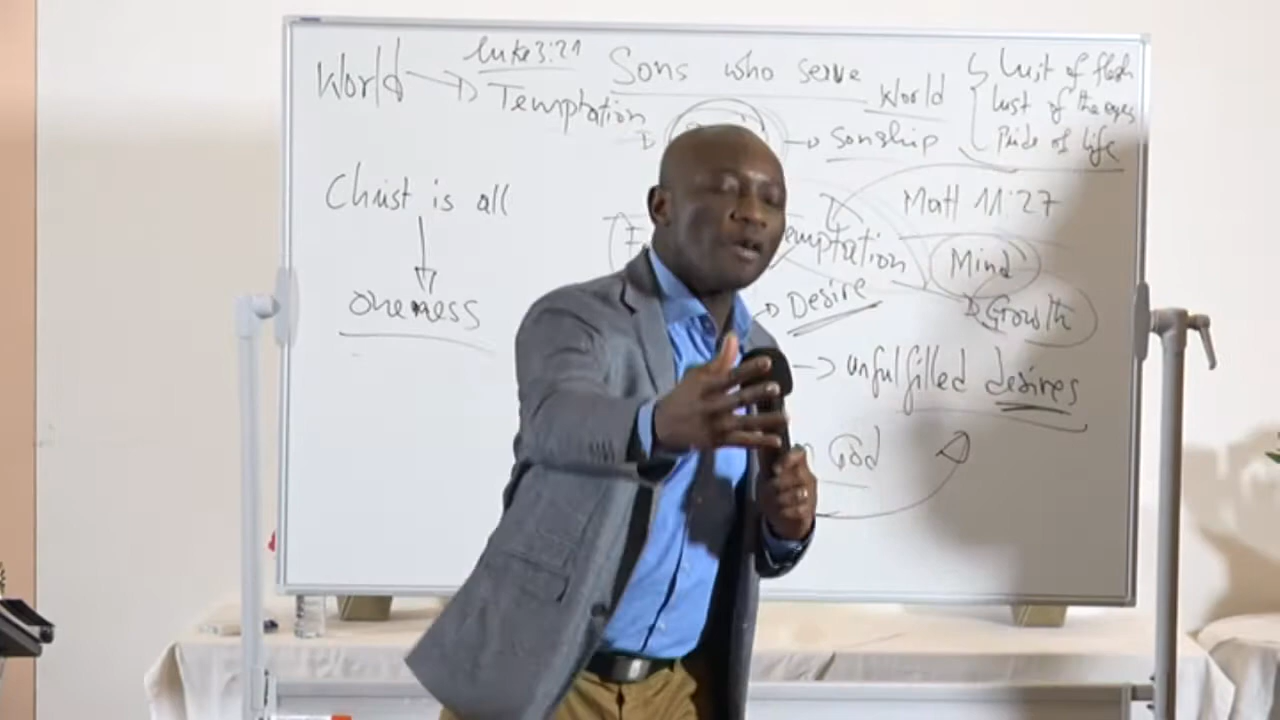 World
Luke 3:21
Temptation
Sons who serve
World
Lust of flesh
lust of the eyes
Pride of life
sonship
Christ is all
oneness
Matt 11:27
emptation
Mind
Growth
Desire
unfulfilled desires
God